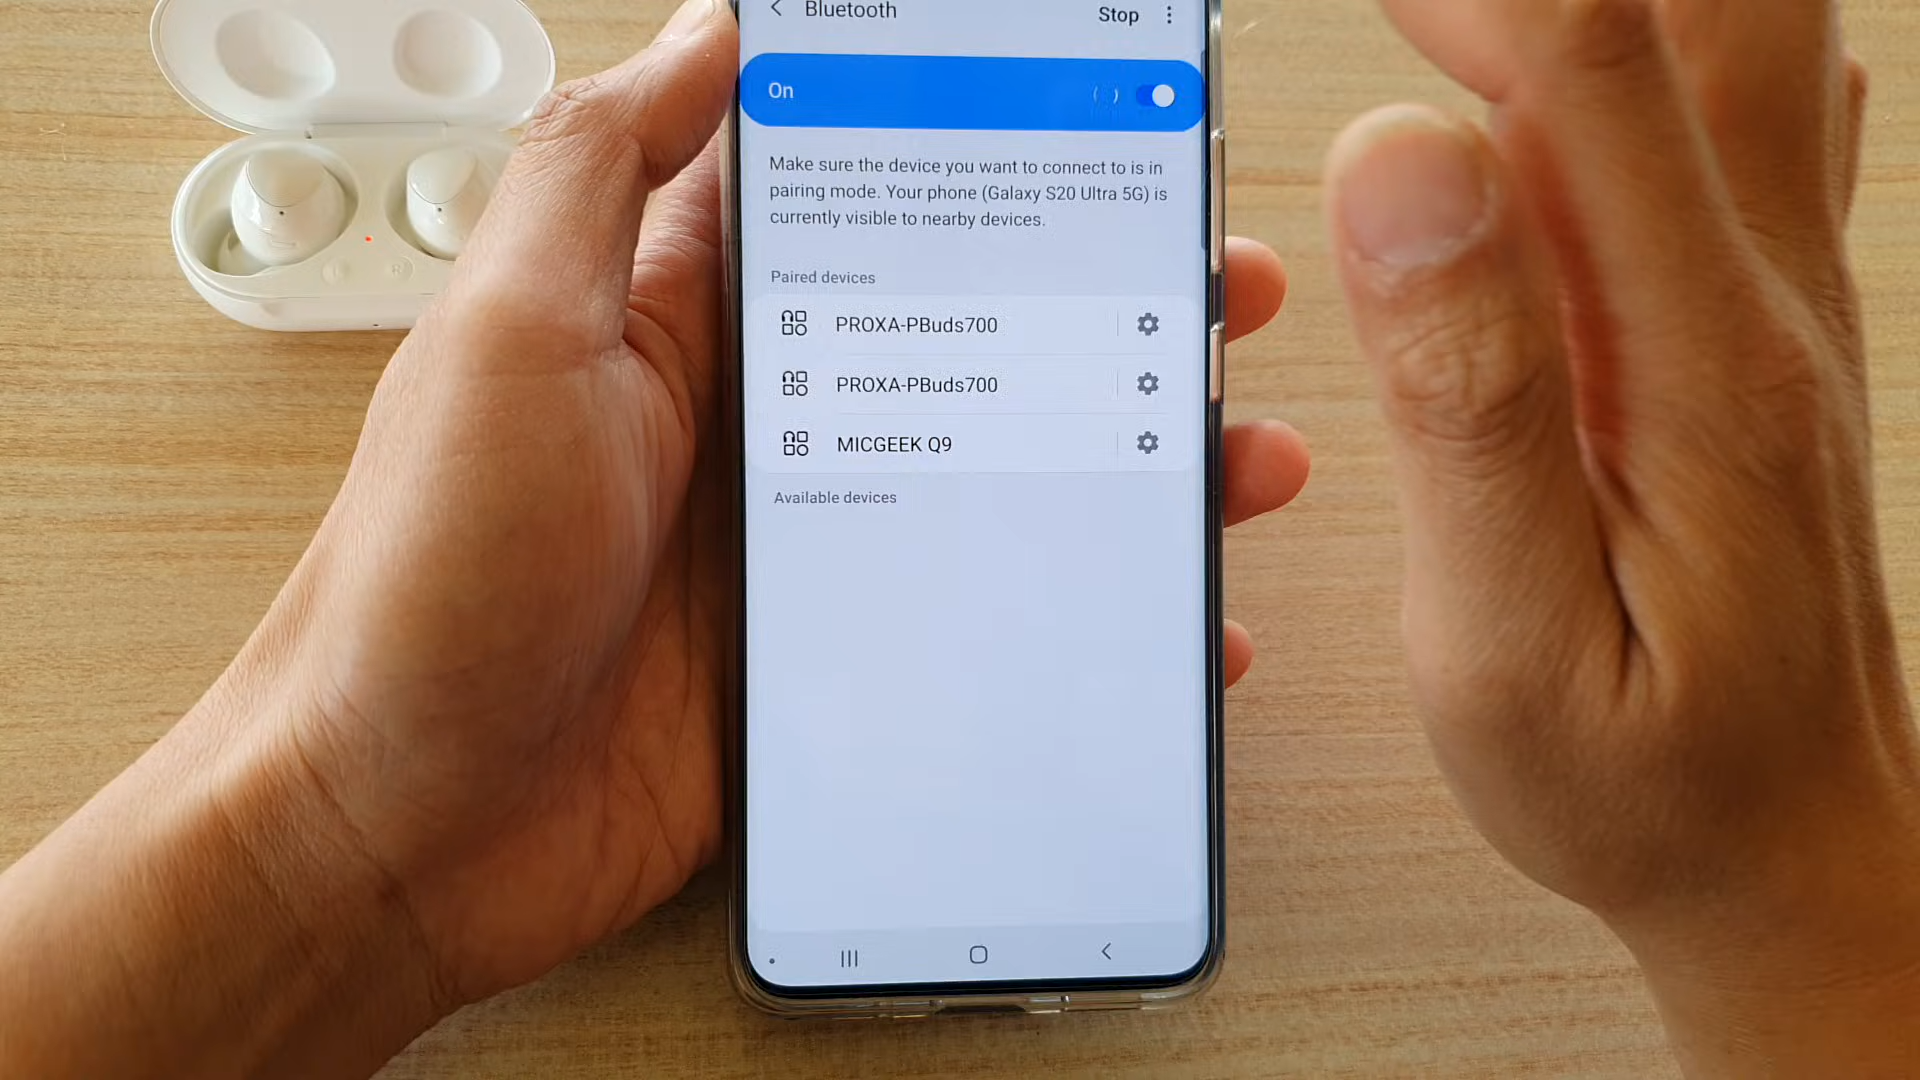 Bluetooth
Stop
On
Make sure the device you want to connect to is in
pairing mode. Your phone (Galaxy S20 Ultra 5G) is
currently visible to nearby devices.
Paired devices
PROXA-PBuds700
PROXA-PBuds700
MICGEEK Q9
Available devices
R